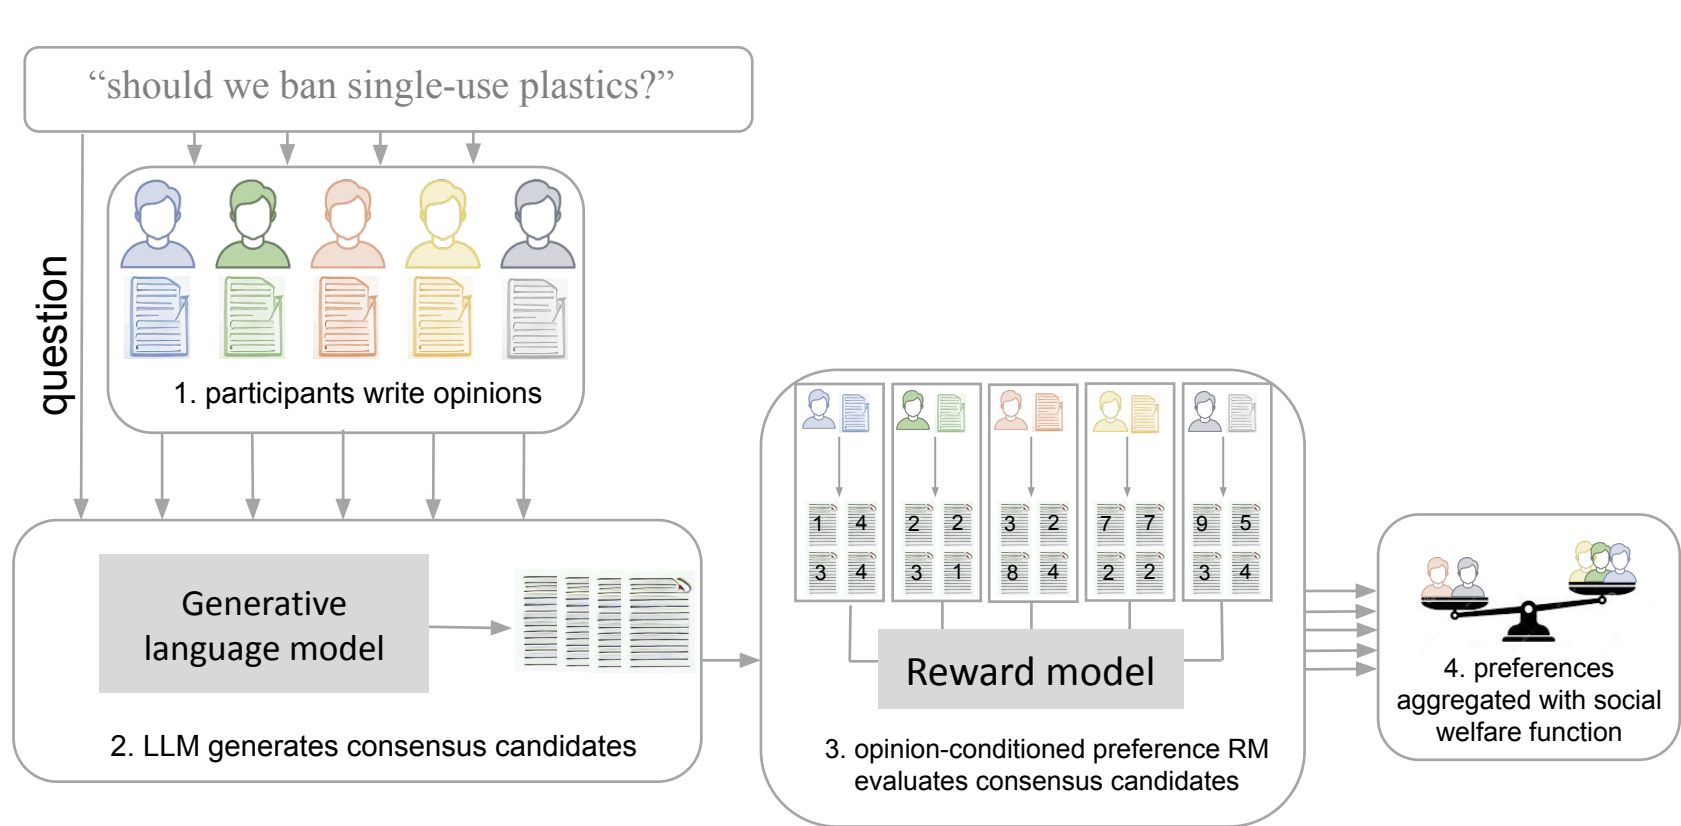 “should we ban single-use plastics?”
question
1. participants write opinions
Generative
language model
2. LLM generates consensus candidates
1 4 2 2 3 2 7 7 9 5
3 4 3 1 8 4 2 2 3 4
Reward model
3. opinion-conditioned preference RM
evaluates consensus candidates
4. preferences
aggregated with social
welfare function